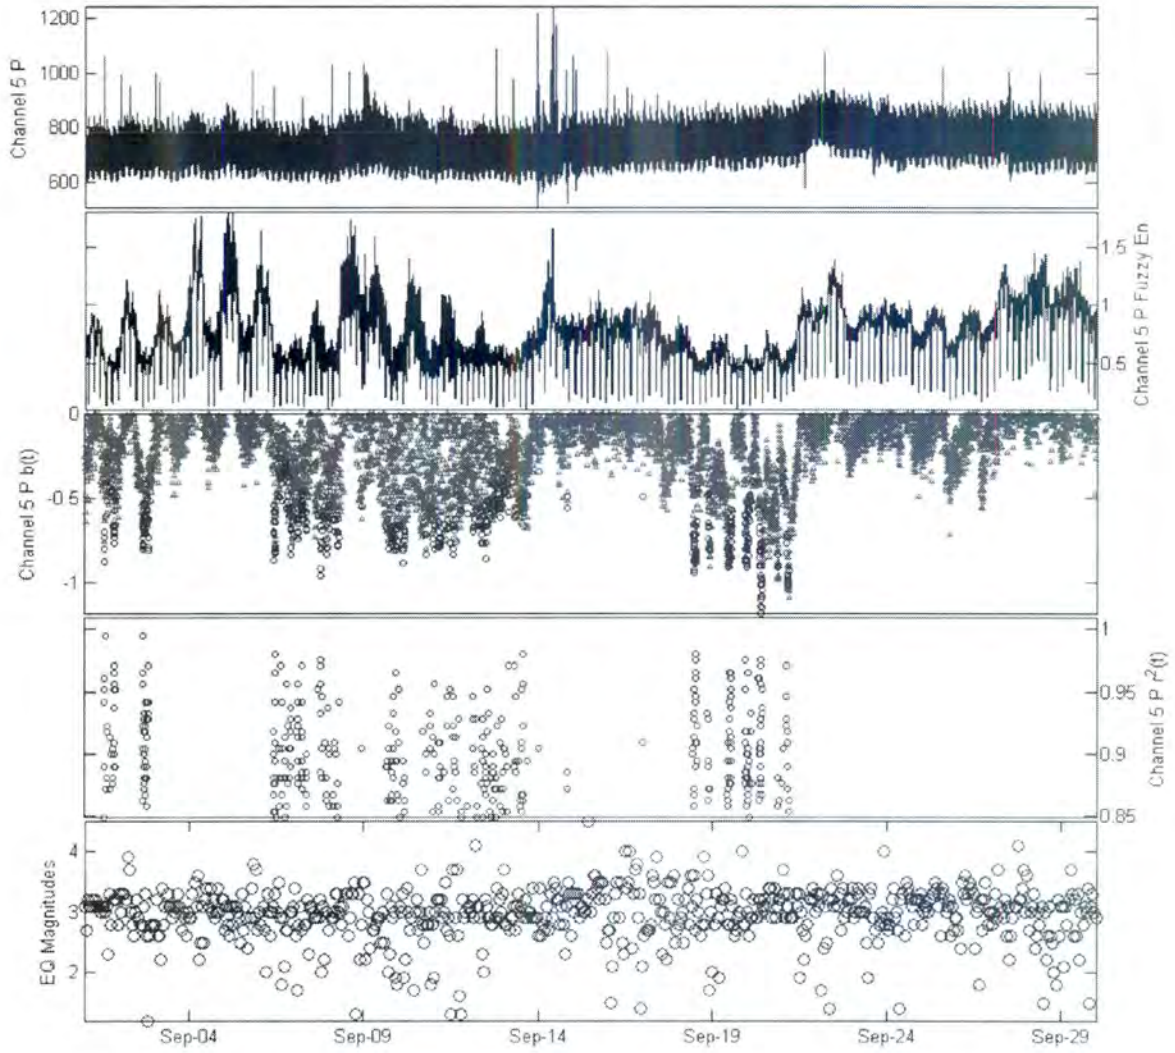 1200
1000
800
600
Channel 5 P
1.5
1
0.5
Channel 5 P Fuzzy En
0
-0.5
-1
Channel 5 P b(t)
1
0.95
0.9
0.85
Channel 5 P r²(t)
4
3
2
EQ Magnitudes
Sep-04 Sep-09 Sep-14 Sep-19 Sep-24 Sep-29